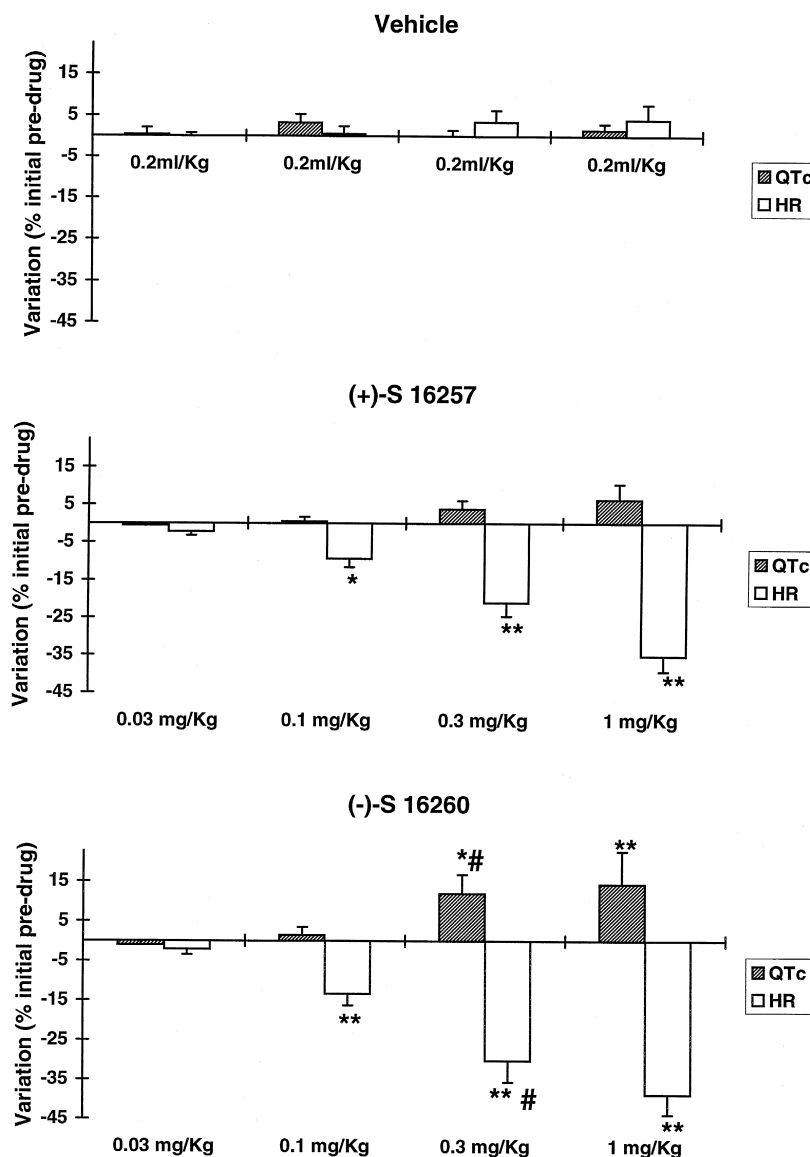 Vehicle
Variation (% initial pre-drug)
15
5
-5
-15
-25
-35
-45
0.2ml/Kg 0.2ml/Kg 0.2ml/Kg 0.2ml/Kg
QTc
HR
(+)-S 16257
Variation (% initial pre-drug)
15
5
-5
-15
-25
-35
-45
*
**
**
0.03 mg/Kg 0.1 mg/Kg 0.3 mg/Kg 1 mg/Kg
QTc
HR
(-)-S 16260
Variation (% initial pre-drug)
15
5
-5
-15
-25
-35
-45
*# **
**
** #
**
0.03 mg/Kg 0.1 mg/Kg 0.3 mg/Kg 1 mg/Kg
QTc
HR